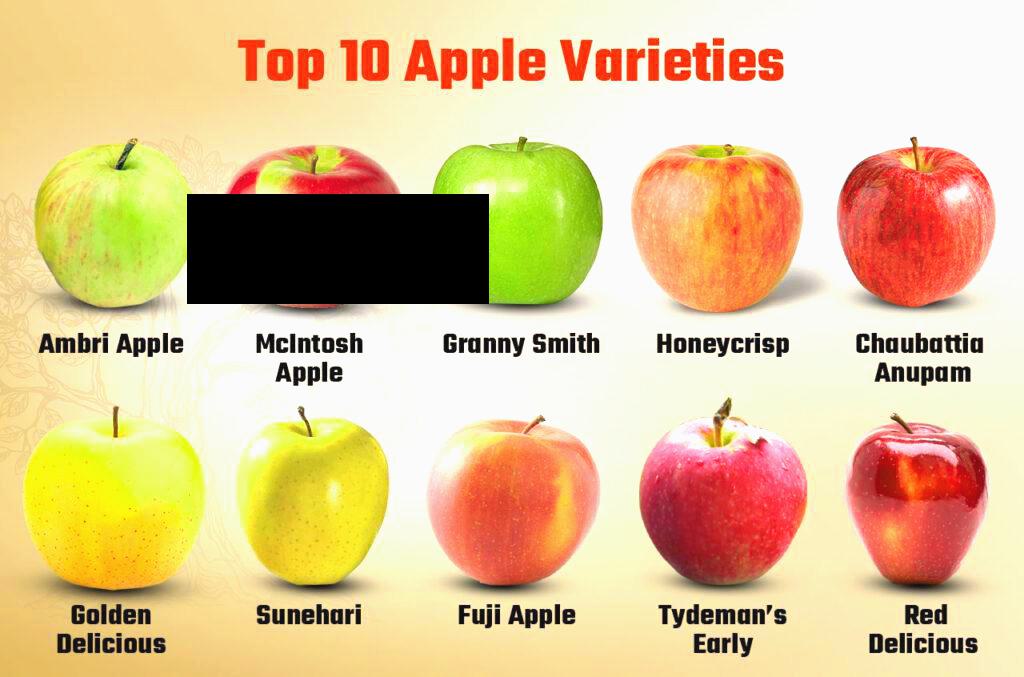 Top 10 Apple Varieties
Ambri Apple
McIntosh
Apple
Granny Smith
Honeycrisp
Chaubattia
Anupam
Golden
Delicious
Sunehari
Fuji Apple
Tydeman's
Early
Red
Delicious